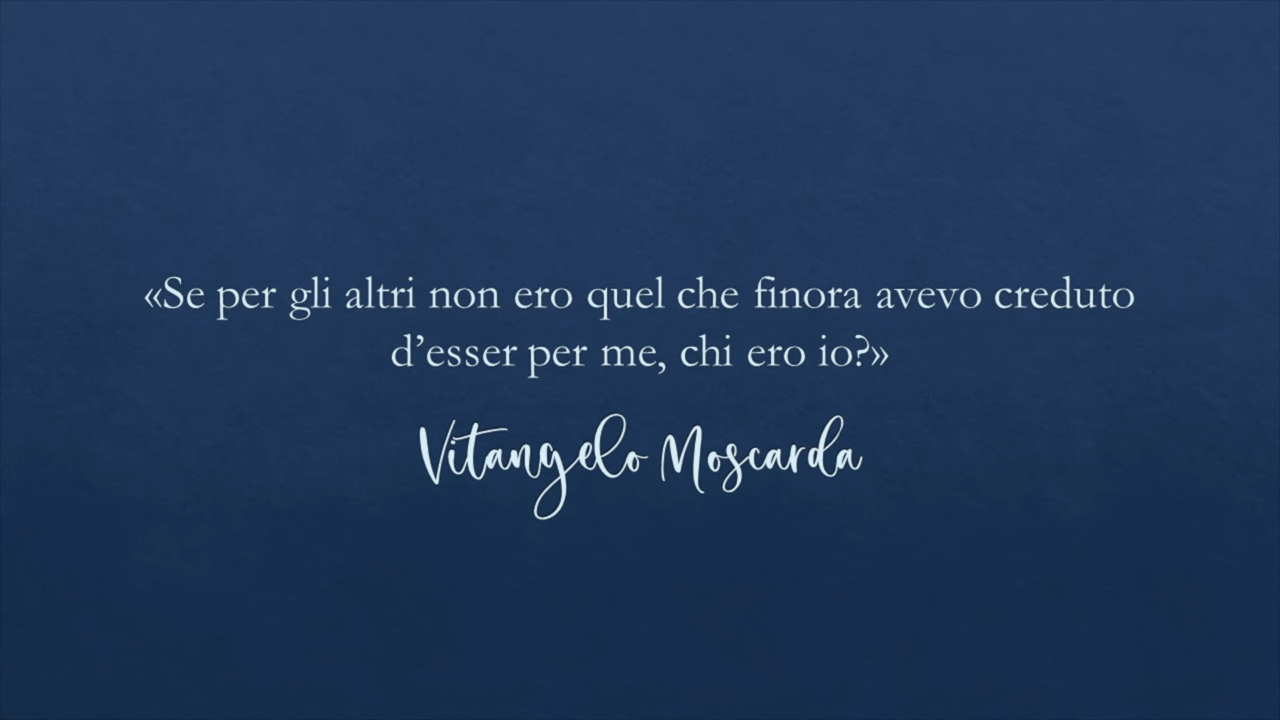 «Se per gli altri non ero quel che finora avevo creduto
d’esser per me, chi ero io?»
Vitangelo Moscarda